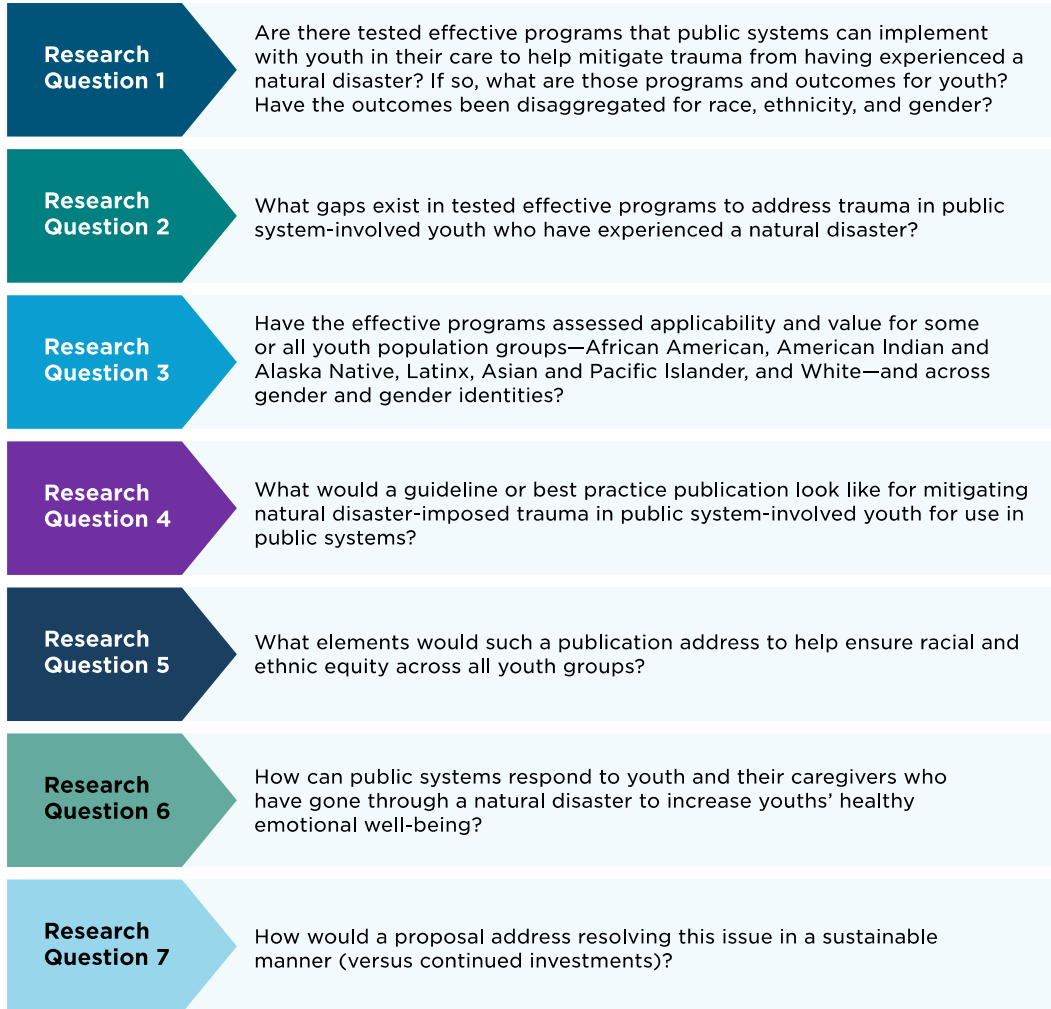 Research
Question 1
Are there tested effective programs that public systems can implement
with youth in their care to help mitigate trauma from having experienced a
natural disaster? If so, what are those programs and outcomes for youth?
Have the outcomes been disaggregated for race, ethnicity, and gender?
Research
Question 2
What gaps exist in tested effective programs to address trauma in public
system-involved youth who have experienced a natural disaster?
Research
Question 3
Have the effective programs assessed applicability and value for some
or all youth population groups—African American, American Indian and
Alaska Native, Latinx, Asian and Pacific Islander, and White—and across
gender and gender identities?
Research
Question 4
What would a guideline or best practice publication look like for mitigating
natural disaster-imposed trauma in public system-involved youth for use in
public systems?
Research
Question 5
What elements would such a publication address to help ensure racial and
ethnic equity across all youth groups?
Research
Question 6
How can public systems respond to youth and their caregivers who
have gone through a natural disaster to increase youths’ healthy
emotional well-being?
Research
Question 7
How would a proposal address resolving this issue in a sustainable
manner (versus continued investments)?